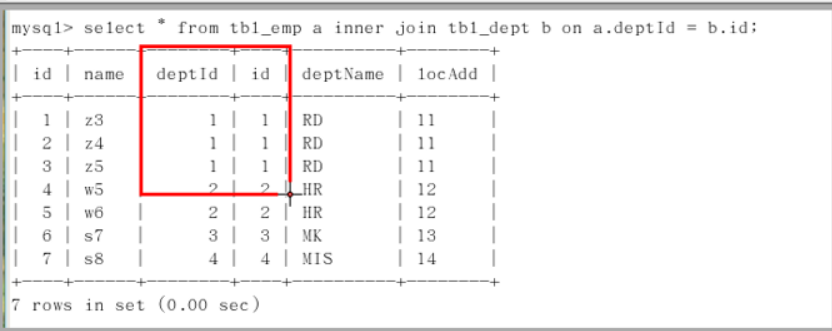 mysql> select * from tbl_emp a inner join tbl_dept b on a.deptId = b.id;
+----+------+--------+----+----------+--------+
| id | name | deptId | id | deptName | locAdd |
+----+------+--------+----+----------+--------+
| 1 | z3 | 1 | 1 | RD | 11 |
| 2 | z4 | 1 | 1 | RD | 11 |
| 3 | z5 | 1 | 1 | RD | 11 |
| 4 | w5 | 2 | 2 | HR | 12 |
| 5 | w6 | 2 | 2 | HR | 12 |
| 6 | s7 | 3 | 3 | MK | 13 |
| 7 | s8 | 4 | 4 | MIS | 14 |
+----+------+--------+----+----------+--------+
7 rows in set (0.00 sec)